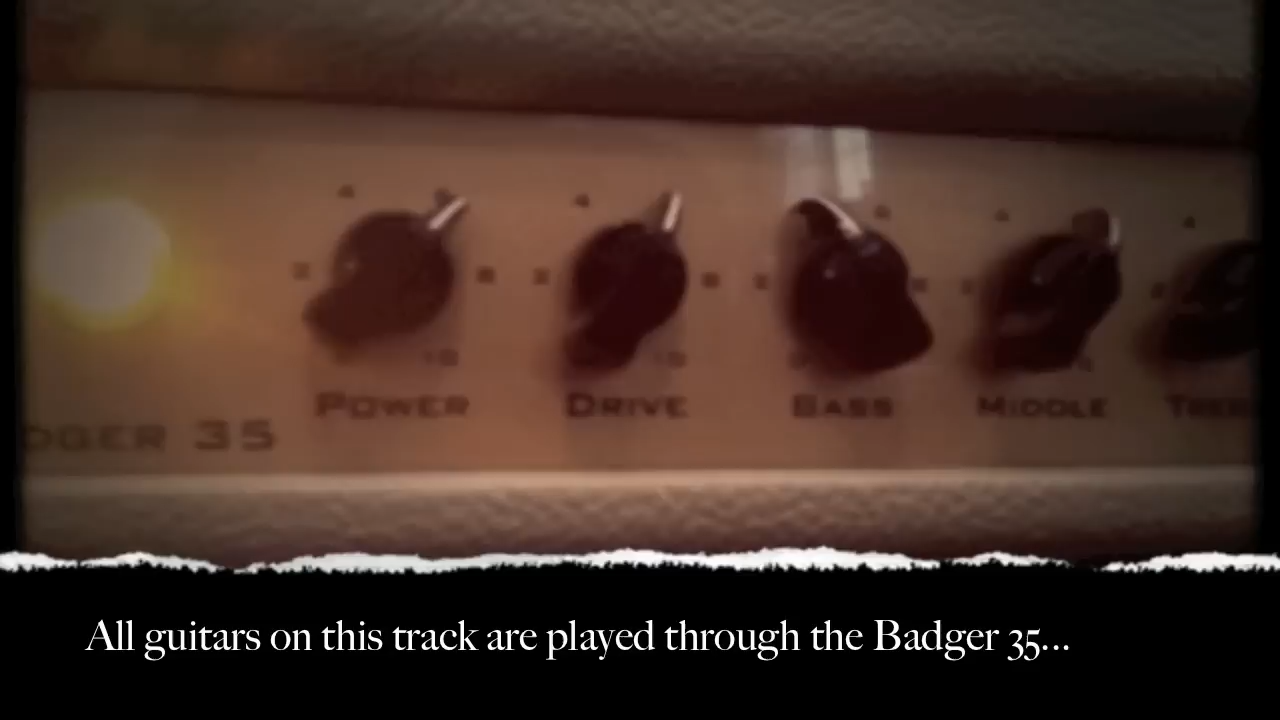 DGER 35
POWER
DRIVE
BASS
MIDDLE
All guitars on this track are played through the Badger 35...